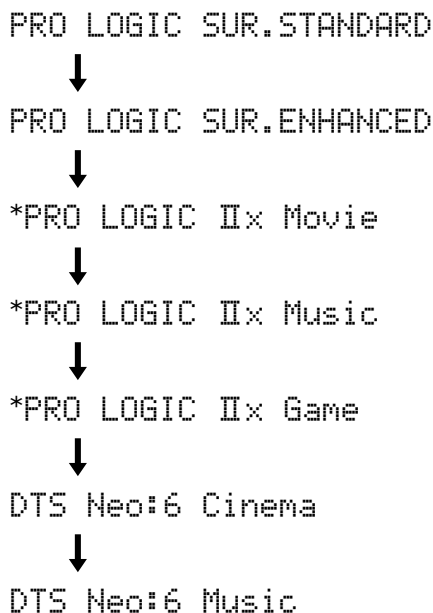 PRO LOGIC SUR.STANDARD
PRO LOGIC SUR.ENHANCED
*PRO LOGIC Ⅱx Movie
*PRO LOGIC Ⅱx Music
*PRO LOGIC Ⅱx Game
DTS Neo:6 Cinema
DTS Neo:6 Music